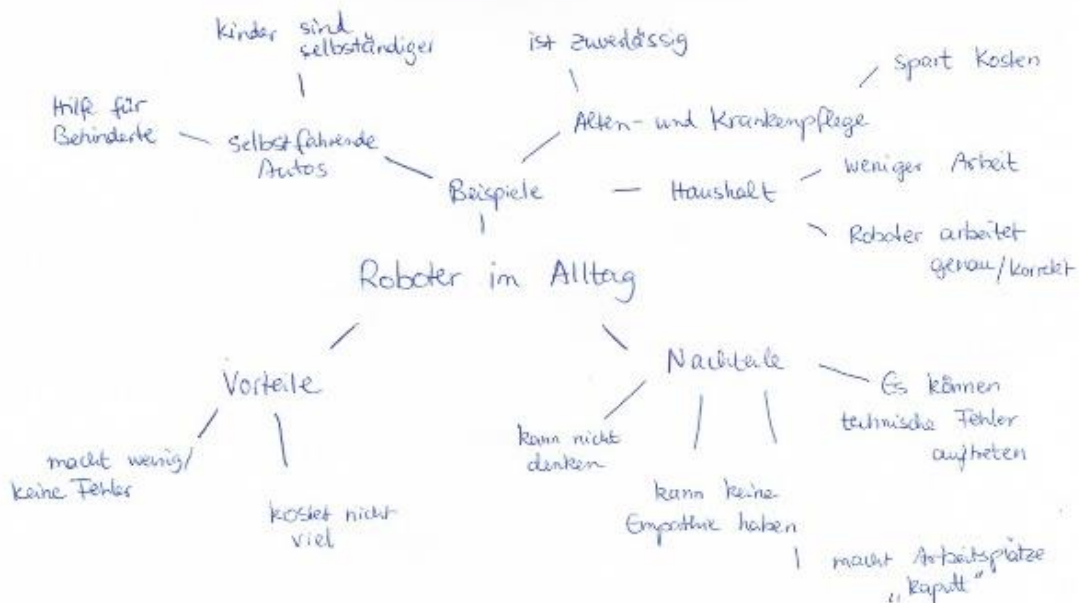 Kinder sind
selbständiger
ist zuverlässig
spart Kosten
Hilfe für
Behinderte
selbstfahrende
Autos
Alten- und Krankenpflege
Beispiele
Haushalt
weniger Arbeit
Roboter arbeitet
genau/korrekt
Roboter im Alltag
Vorteile
macht wenig/
keine Fehler
kostet nicht
viel
Nachteile
kann nicht
denken
kann keine
Empathie haben
macht Arbeitsplätze
„kaputt"
Es können
technische Fehler
auftreten